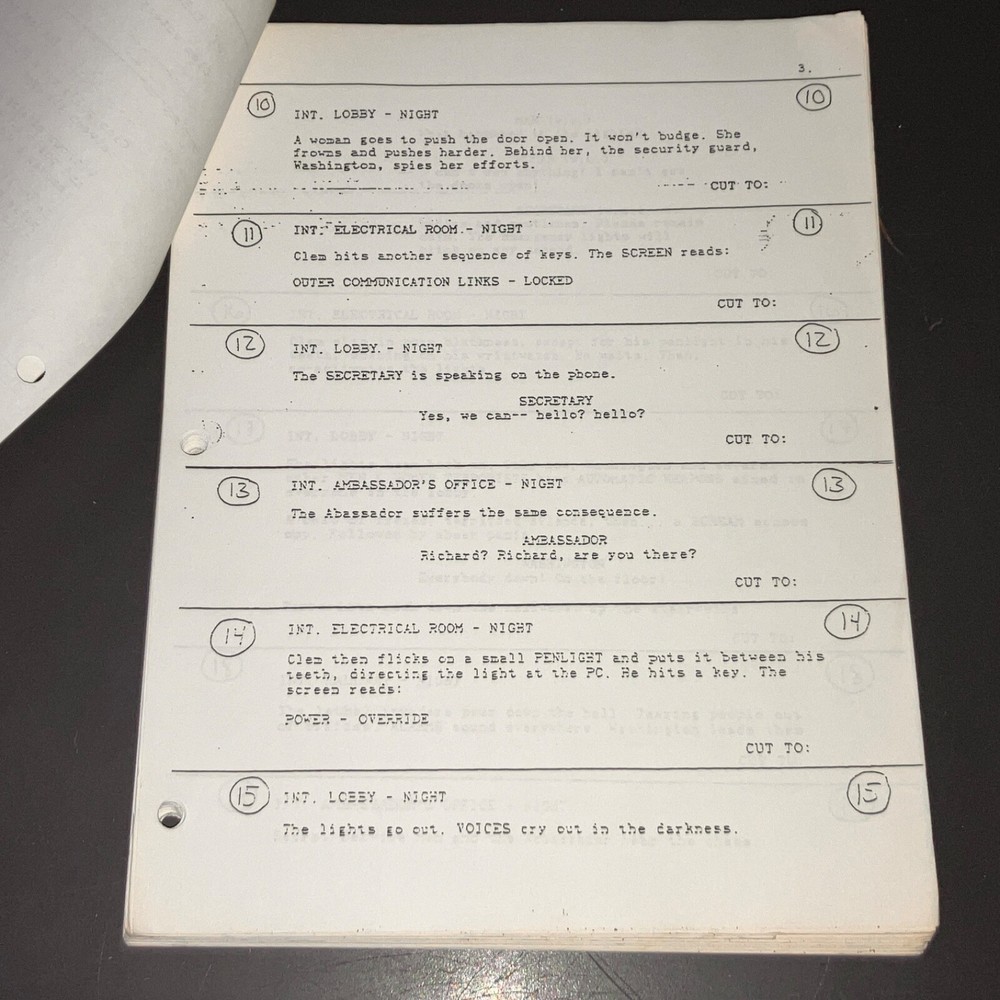 3.
10 INT. LOBBY - NIGHT 10
A woman goes to push the door open. It won't budge. She
frowns and pushes harder. Behind her, the security guard,
Washington, spies her efforts.
CUT TO:
11 INT. ELECTRICAL ROOM - NIGHT 11
Clem hits another sequence of keys. The SCREEN reads:
OUTER COMMUNICATION LINKS - LOCKED
CUT TO:
12 INT. LOBBY - NIGHT 12
The SECRETARY is speaking on the phone.
SECRETARY
Yes, we can-- hello? hello?
CUT TO:
13 INT. AMBASSADOR'S OFFICE - NIGHT 13
The Abassador suffers the same consequence.
AMBASSADOR
Richard? Richard, are you there?
CUT TO:
14 INT. ELECTRICAL ROOM - NIGHT 14
Clem then flicks on a small PENLIGHT and puts it between his
teeth, directing the light at the PC. He hits a key. The
screen reads:
POWER - OVERRIDE
CUT TO:
15 INT. LOBBY - NIGHT 15
The lights go out. VOICES cry out in the darkness.